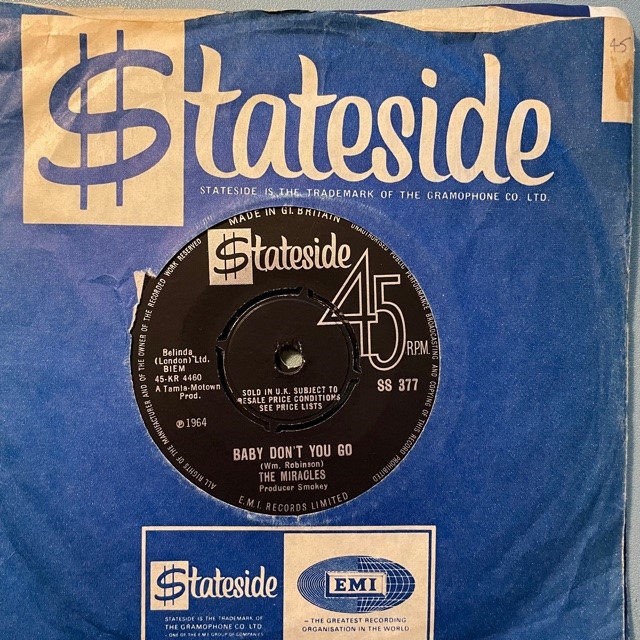 45
$tateside
STATESIDE IS THE TRADEMARK OF THE GRAMOPHONE CO. LTD.
MADE IN GT. BRITAIN
UNAUTHORISED PUBLIC PERFORMANCE BROADCASTING AND COPYING OF THIS RECORD PROHIBITED
ALL RIGHTS OF THE MANUFACTURER AND OF THE OWNER OF THE RECORDED WORK RESERVED
$tateside
45
R.P.M.
Belinda
(London) Ltd.
BIEM
45-KR 4460
A Tamla-Motown
Prod.
℗ 1964
SS 377
SOLD IN U.K. SUBJECT TO
RESALE PRICE CONDITIONS
SEE PRICE LISTS
BABY DON'T YOU GO
(Wm. Robinson)
THE MIRACLES
Producer Smokey
E.M.I. RECORDS LIMITED
$tateside
STATESIDE IS THE TRADEMARK OF
THE GRAMOPHONE CO LTD.
ONE OF THE EMI GROUP OF COMPANIES
EMI
— THE GREATEST RECORDING
ORGANISATION IN THE WORLD